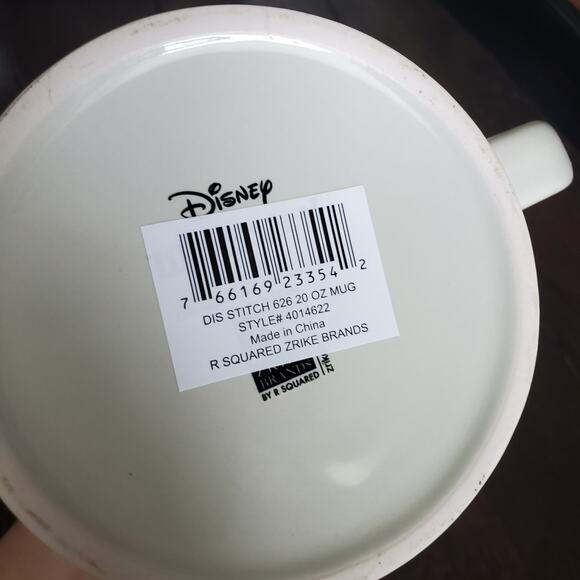 Disney
7 66169 23354 2
DIS STITCH 626 20 OZ MUG
STYLE# 4014622
Made in China
R SQUARED ZRIKE BRANDS
BRANDS
BY R SQUARED